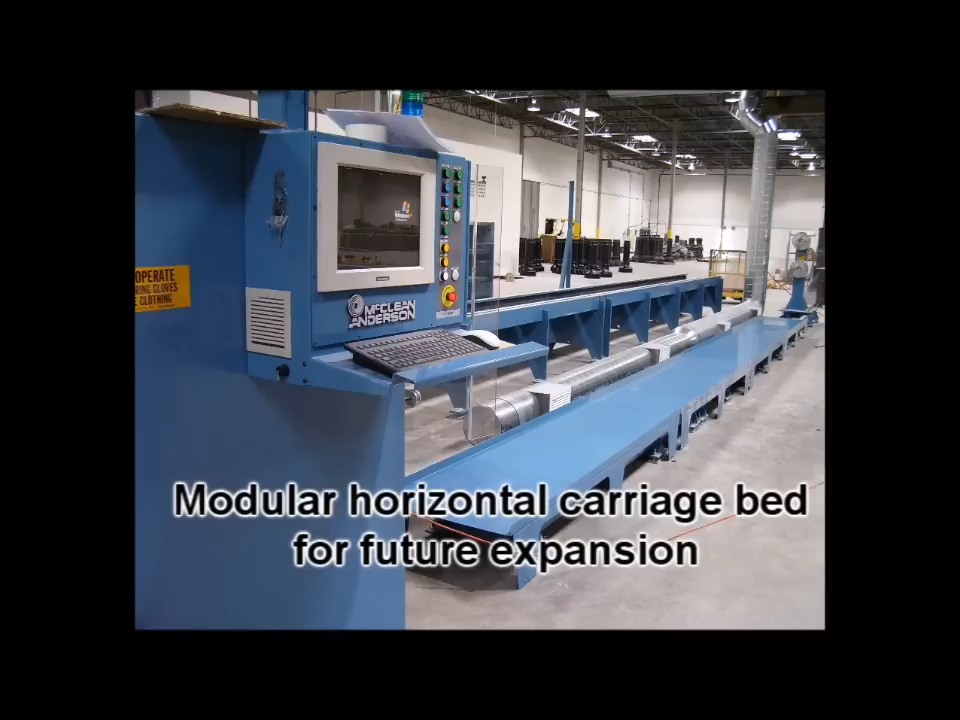 OPERATE
RING GLOVES
E CLOTHING
Windows
McCLEAN
ANDERSON
Modular horizontal carriage bed
for future expansion